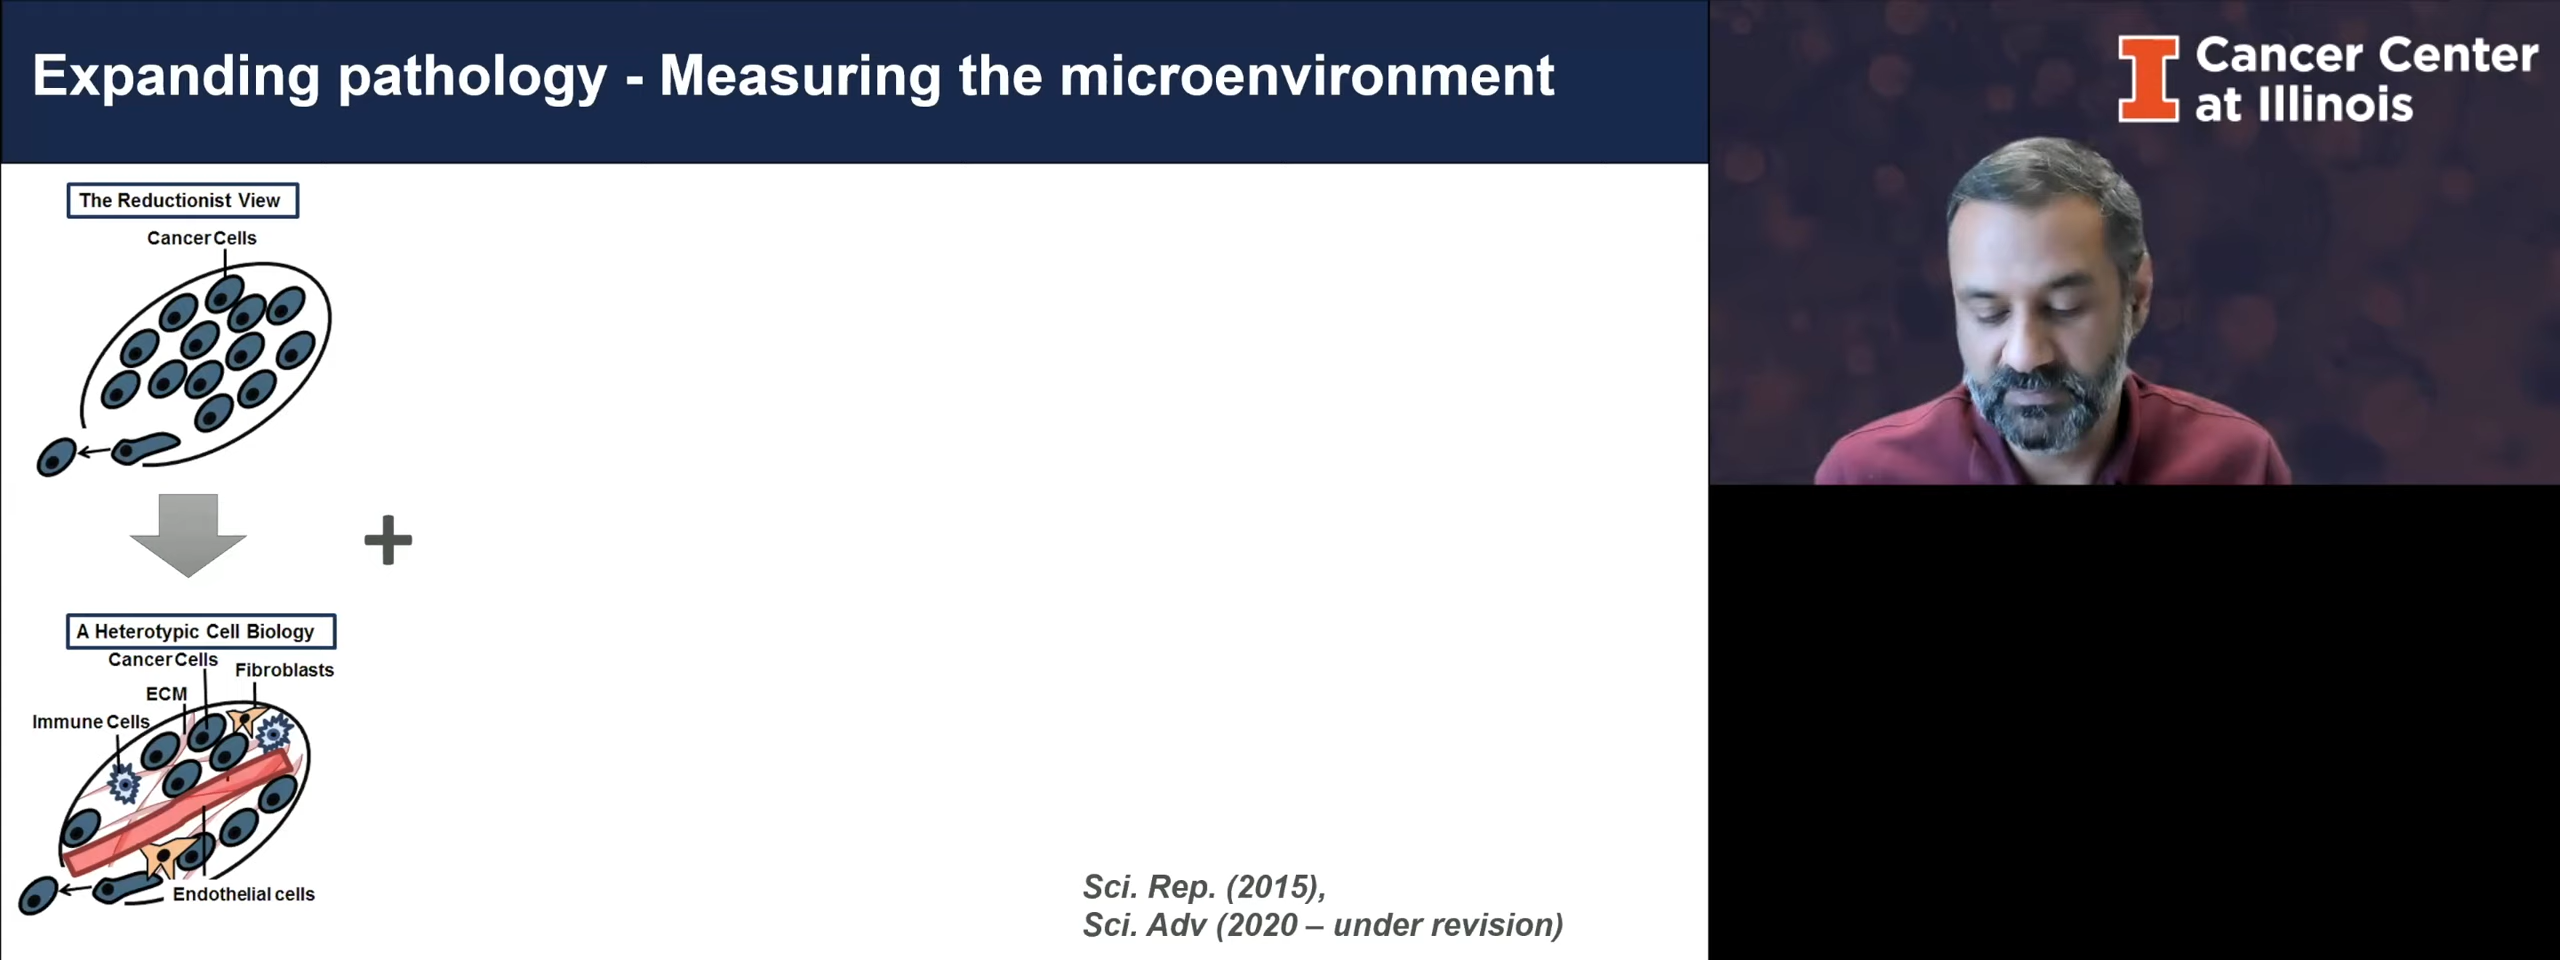 Expanding pathology - Measuring the microenvironment
Cancer Center
at Illinois
The Reductionist View
Cancer Cells
+
A Heterotypic Cell Biology
Cancer Cells
Fibroblasts
ECM
Immune Cells
Endothelial cells
Sci. Rep. (2015),
Sci. Adv (2020 – under revision)